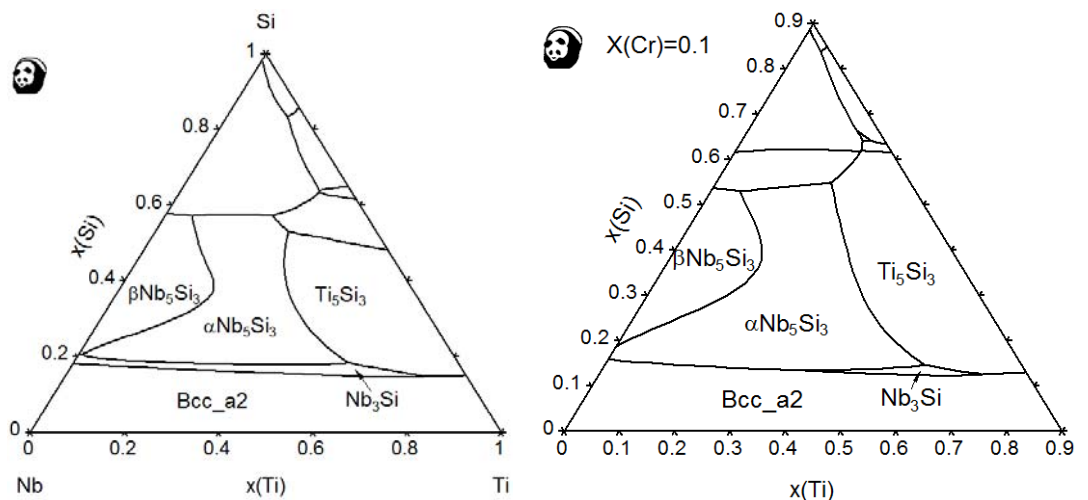 Si
1
0.8
0.6
x(Si)
0.4
βNb₅Si₃
Ti₅Si₃
αNb₅Si₃
0.2
Nb₃Si
Bcc_a2
0
0 0.2 0.4 0.6 0.8 1
Nb x(Ti) Ti
X(Cr)=0.1
0.9
0.8
0.7
0.6
0.5
x(Si)
0.4
βNb₅Si₃
Ti₅Si₃
0.3
αNb₅Si₃
0.2
0.1
Bcc_a2
Nb₃Si
0
0 0.1 0.2 0.3 0.4 0.5 0.6 0.7 0.8 0.9
x(Ti)